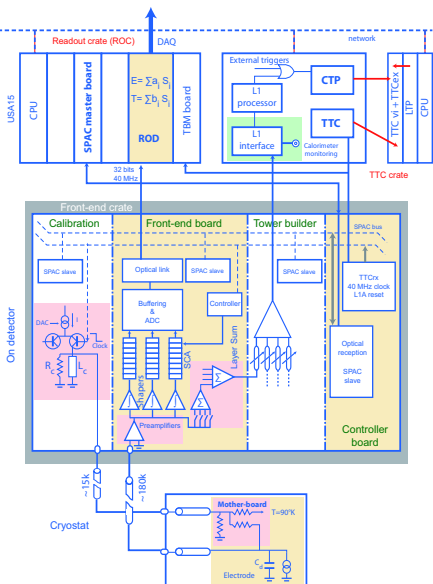 DAQ
Readout crate (ROC)
network
USA15
CPU
SPAC master board
E= ∑aᵢ Sᵢ
T= ∑bᵢ Sᵢ
ROD
TBM board
External triggers
CTP
L1
processor
TTC
L1
interface
Calorimeter
monitoring
TTC vi + TTCex
LTP
CPU
TTC crate
32 bits
40 MHz
Front-end crate
On detector
Calibration
Front-end board
Tower builder
SPAC bus
SPAC slave
Optical link
SPAC slave
SPAC slave
TTCrx
40 MHz clock
L1A reset
Controller
Buffering
&
ADC
DAC
I
Clock
R_c
L_c
Shapers
SCA
Layer Sum
∑
∫
∫
∫
∑
Preamplifiers
Optical
reception
SPAC
slave
Controller
board
~15k
~180k
Cryostat
Mother-board
T=90°K
C_d
Electrode